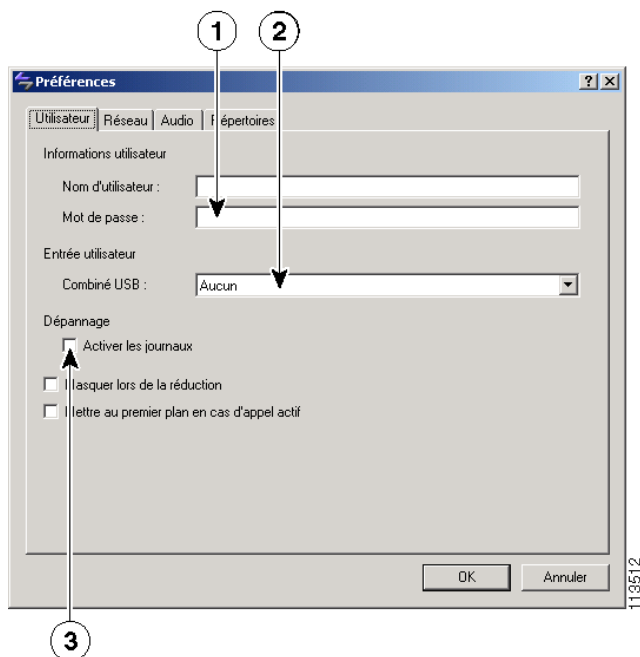 1 2
Préférences
Utilisateur Réseau Audio Répertoires
Informations utilisateur
Nom d'utilisateur :
Mot de passe :
Entrée utilisateur
Combiné USB : Aucun
Dépannage
Activer les journaux
Masquer lors de la réduction
Mettre au premier plan en cas d'appel actif
OK Annuler
113512
3